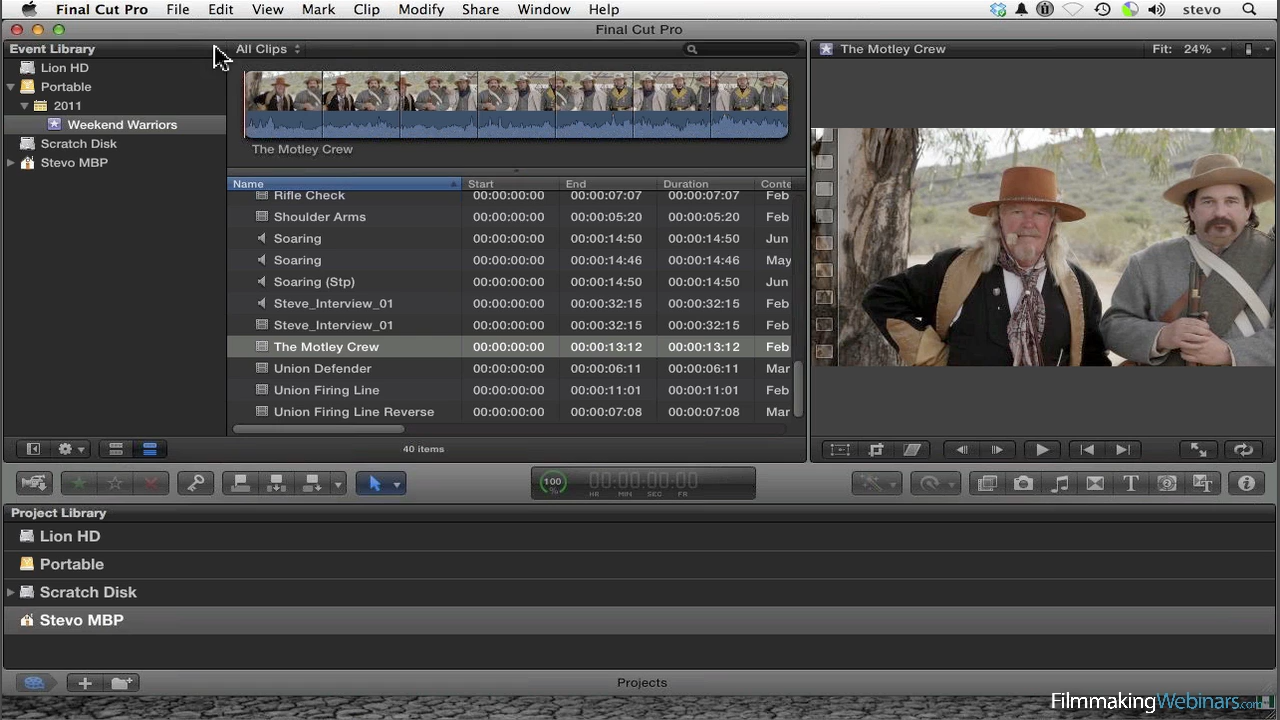 Final Cut Pro File Edit View Mark Clip Modify Share Window Help stevo
Final Cut Pro
Event Library
All Clips
The Motley Crew
Fit: 24%
Lion HD
Portable
2011
Weekend Warriors
Scratch Disk
Stevo MBP
The Motley Crew
Name Start End Duration Conte
Rifle Check 00:00:00:00 00:00:07:07 00:00:07:07 Feb
Shoulder Arms 00:00:00:00 00:00:05:20 00:00:05:20 Feb
Soaring 00:00:00:00 00:00:14:50 00:00:14:50 Jun
Soaring 00:00:00:00 00:00:14:46 00:00:14:46 May
Soaring (Stp) 00:00:00:00 00:00:14:50 00:00:14:50 Jun
Steve_Interview_01 00:00:00:00 00:00:32:15 00:00:32:15 Feb
Steve_Interview_01 00:00:00:00 00:00:32:15 00:00:32:15 Feb
The Motley Crew 00:00:00:00 00:00:13:12 00:00:13:12 Feb
Union Defender 00:00:00:00 00:00:06:11 00:00:06:11 Mar
Union Firing Line 00:00:00:00 00:00:11:01 00:00:11:01 Feb
Union Firing Line Reverse 00:00:00:00 00:00:07:08 00:00:07:08 Mar
40 items
100 %
00:00:00:00
HR MIN SEC FR
Project Library
Lion HD
Portable
Scratch Disk
Stevo MBP
Projects
FilmmakingWebinars.com